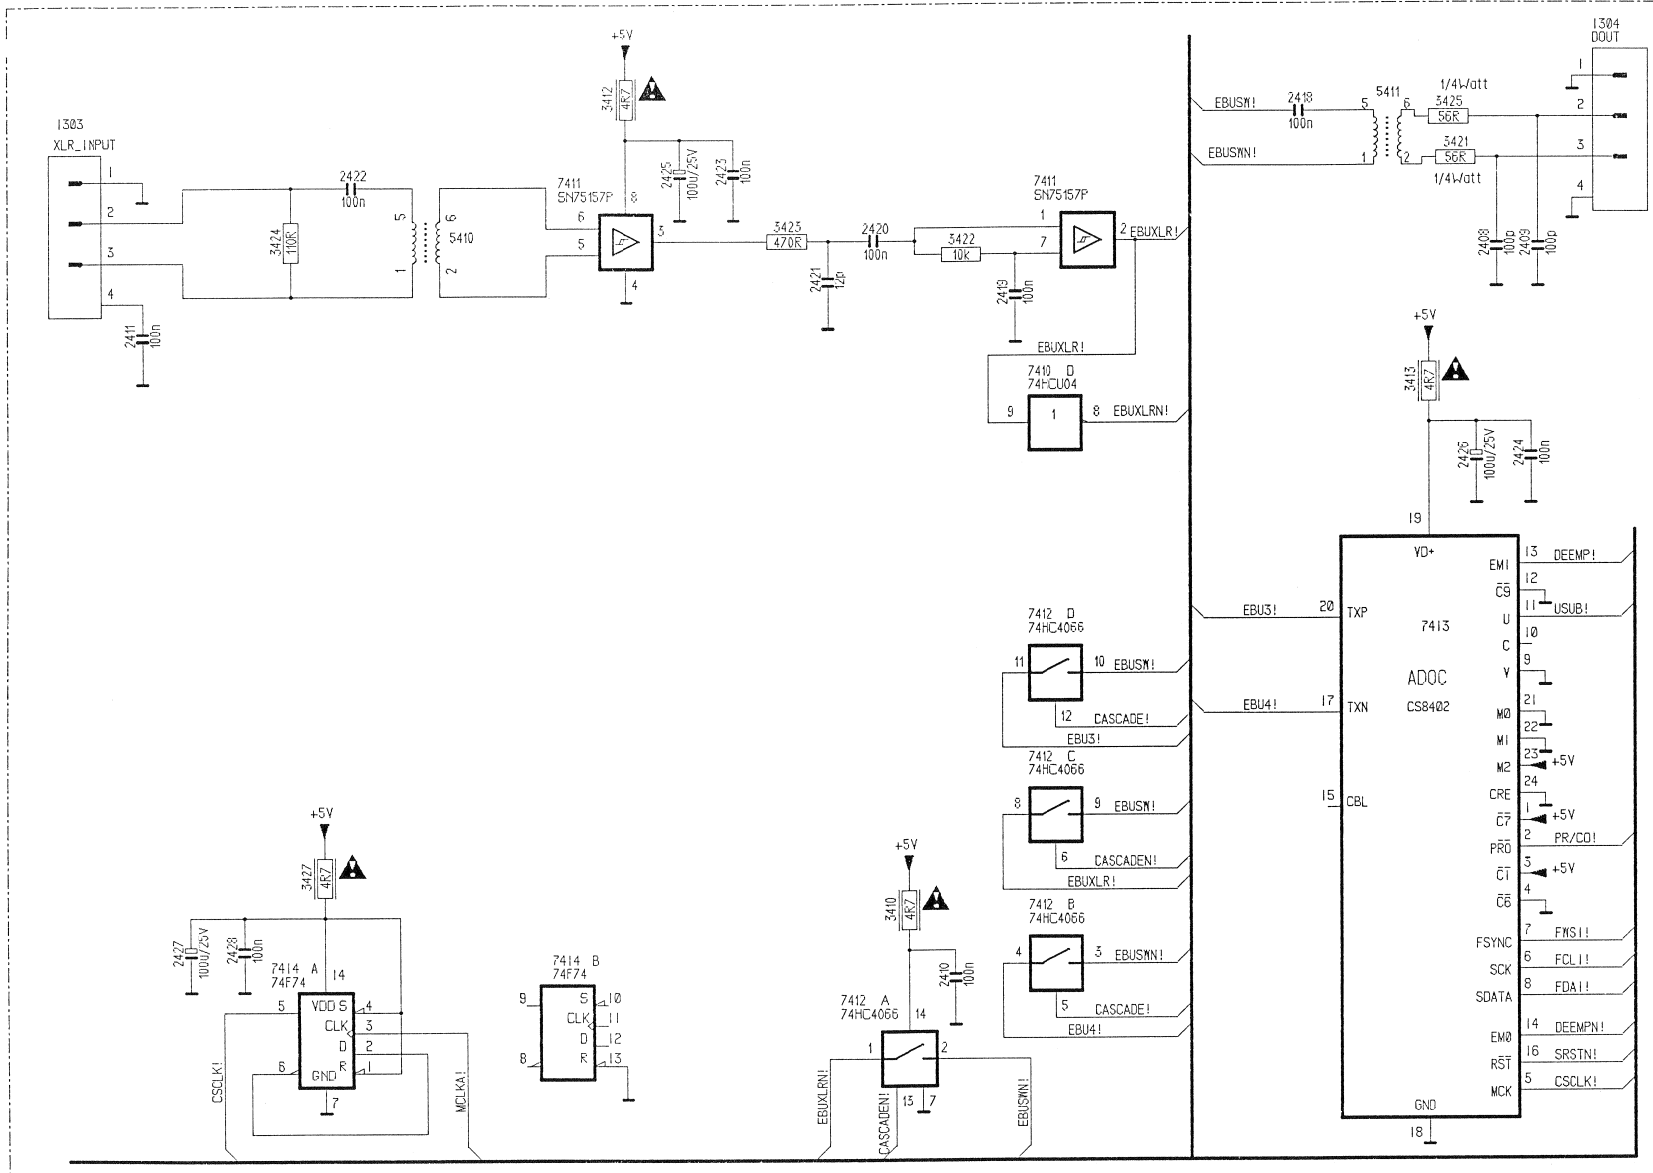 1303
XLR_INPUT
1
2
3
4
2411
100n
3424
110R
2422
100n
5
1
6
2
5410
+5V
3412
4R7
2425
100u/25V
2423
100n
7411
SN75157P
8
6
5
3
4
3423
470R
2421
12p
2420
100n
3422
10k
2419
100n
7411
SN75157P
1
7
2
EBUXLR!
EBUXLR!
7410 D
74HCU04
9
1
8
EBUXLRN!
EBUSW!
EBUSWN!
2418
100n
5
1
5411
6
2
1/4Watt
3425
56R
3421
56R
1/4Watt
2408
100p
2409
100p
1304
DOUT
1
2
3
4
+5V
3413
4R7
2426
100u/25V
2424
100n
19
VD+
7413
ADOC
CS8402
EBU3!
20
TXP
EBU4!
17
TXN
15
CBL
EM1
13
DEEMP!
C9
12
U
11
USUB!
C
10
V
9
M0
21
M1
22
M2
23
+5V
CRE
24
C7
1
+5V
PRO
2
PR/CO!
C1
3
+5V
C6
4
FSYNC
7
FWSI!
SCK
6
FCLI!
SDATA
8
FDAI!
EM0
14
DEEMPN!
RST
16
SRSTN!
MCK
5
CSCLK!
GND
18
7412 D
74HC4066
11
10
EBUSW!
12
CASCADE!
EBU3!
7412 C
74HC4066
8
9
EBUSW!
6
CASCADEN!
EBUXLR!
7412 B
74HC4066
4
3
EBUSWN!
5
CASCADE!
EBU4!
+5V
3410
4R7
2410
100n
7412 A
74HC4066
14
1
2
13
7
EBUXLRN!
CASCADEN!
EBUSWN!
+5V
3427
4R7
2427
100u/25V
2428
100n
7414 A
74F74
14
5
VDD S
4
CLK
3
D
2
6
R
1
GND
7
CSCLK!
MCLKA!
7414 B
74F74
9
S
10
CLK
11
D
12
8
R
13